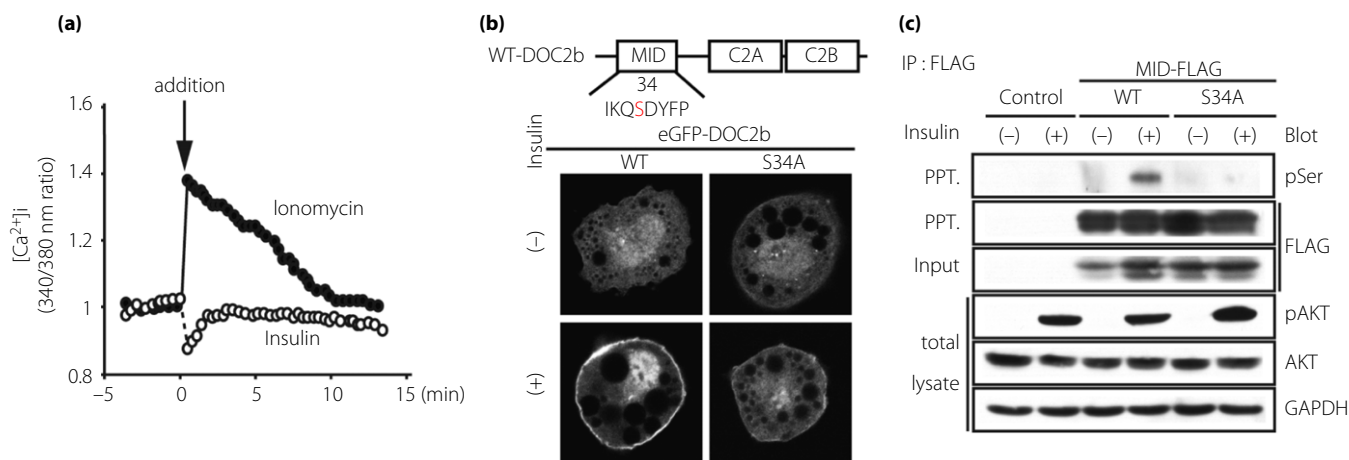 (a)
addition
1.6
1.4
1.2
1
0.8
[Ca2+]i
(340/380 nm ratio)
Ionomycin
Insulin
−5
0
5
10
15 (min)
(b)
WT-DOC2b
MID
C2A
C2B
34
IKQSDYFP
Insulin
eGFP-DOC2b
WT
S34A
(−)
(+)
(c)
IP : FLAG
MID-FLAG
Control
WT
S34A
Insulin
(−)
(+)
(−)
(+)
(−)
(+)
Blot
PPT.
pSer
PPT.
FLAG
Input
total
lysate
pAKT
AKT
GAPDH